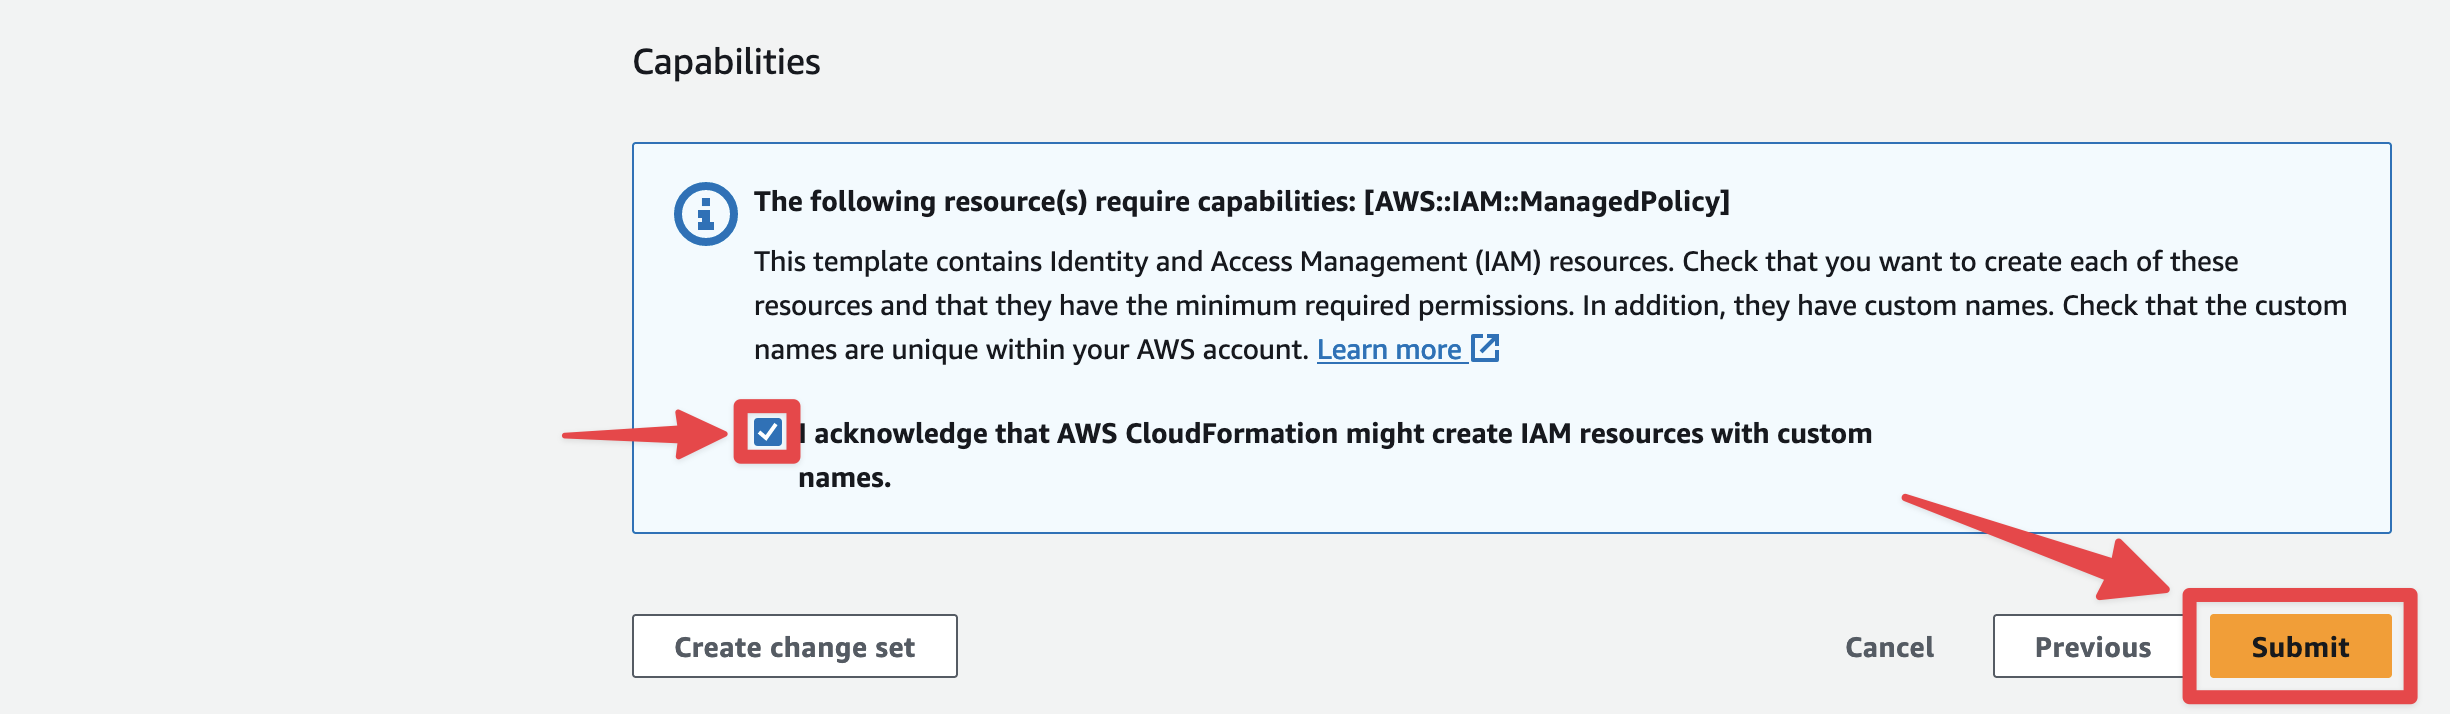 Capabilities
The following resource(s) require capabilities: [AWS::IAM::ManagedPolicy]
This template contains Identity and Access Management (IAM) resources. Check that you want to create each of these
resources and that they have the minimum required permissions. In addition, they have custom names. Check that the custom
names are unique within your AWS account. Learn more
I acknowledge that AWS CloudFormation might create IAM resources with custom
names.
Create change set
Cancel
Previous
Submit